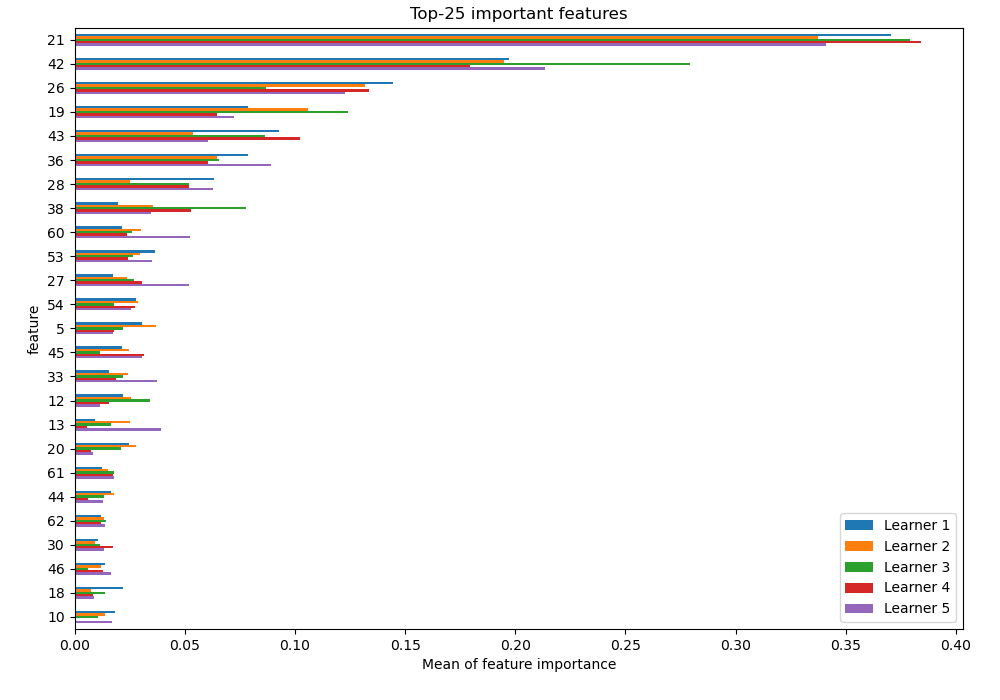 Top-25 important features
21
42
26
19
43
36
28
38
60
53
27
54
5
45
33
12
13
20
61
44
62
30
46
18
10
feature
Learner 1
Learner 2
Learner 3
Learner 4
Learner 5
0.00 0.05 0.10 0.15 0.20 0.25 0.30 0.35 0.40
Mean of feature importance